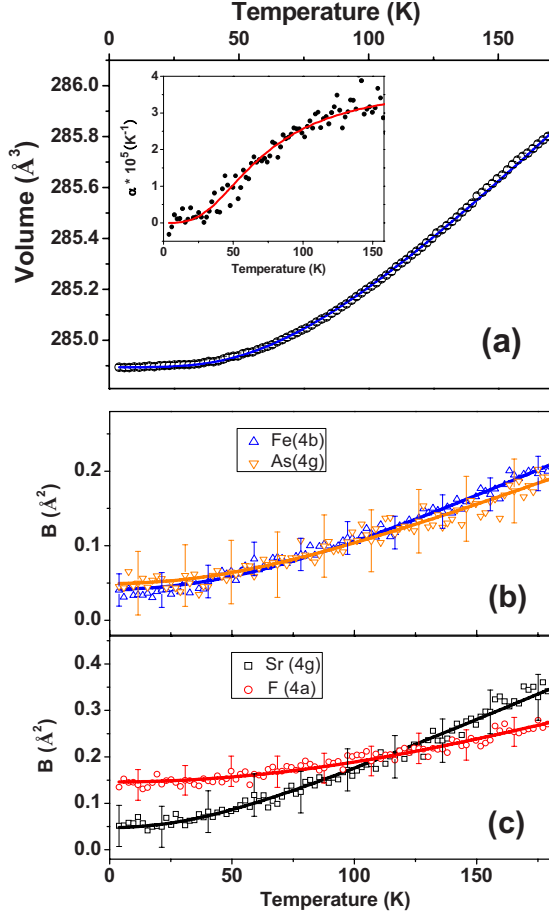 Temperature (K)
0 50 100 150
286.1
285.8
285.6
285.4
285.2
285.0
Volume (Å³)
4
3
2
1
0
α * 10⁵ (K⁻¹)
0 50 100 150
Temperature (K)
(a)
Fe(4b)
As(4g)
0.2
0.1
0.0
B (Å²)
(b)
Sr (4g)
F (4a)
0.4
0.3
0.2
0.1
0.0
B (Å²)
(c)
0 50 100 150
Temperature (K)